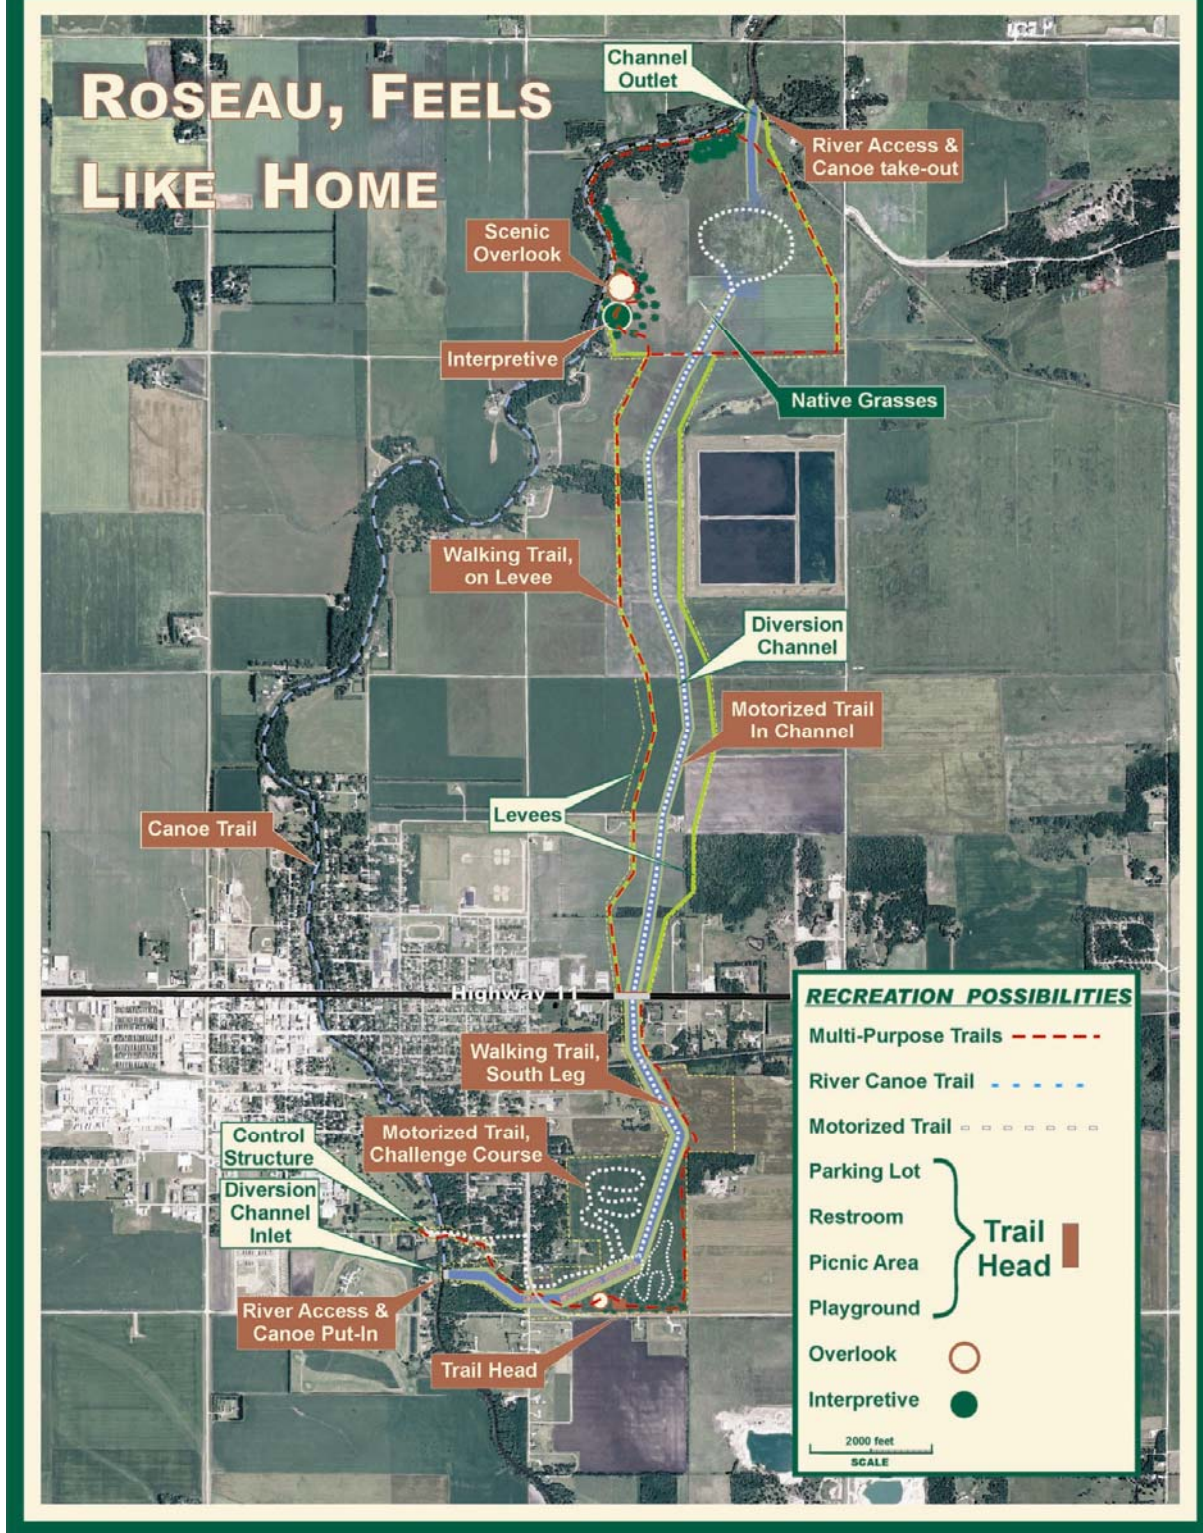 ROSEAU, FEELS
LIKE HOME
Channel
Outlet
River Access &
Canoe take-out
Scenic
Overlook
Interpretive
Native Grasses
Walking Trail,
on Levee
Diversion
Channel
Motorized Trail
In Channel
Levees
Canoe Trail
Highway 11
Walking Trail,
South Leg
Motorized Trail,
Challenge Course
Control
Structure
Diversion
Channel
Inlet
River Access &
Canoe Put-In
Trail Head
RECREATION POSSIBILITIES
Multi-Purpose Trails
River Canoe Trail
Motorized Trail
Parking Lot
Restroom
Picnic Area
Playground
Trail
Head
Overlook
Interpretive
2000 feet
SCALE